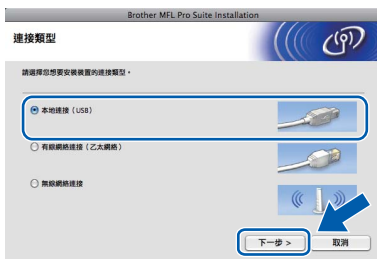 Brother MFL Pro Suite Installation
連接類型
請選擇您想要安裝裝置的連接類型。
本地連接（USB）
有線網絡連接（乙太網絡）
無線網絡連接
下一步 >
取消